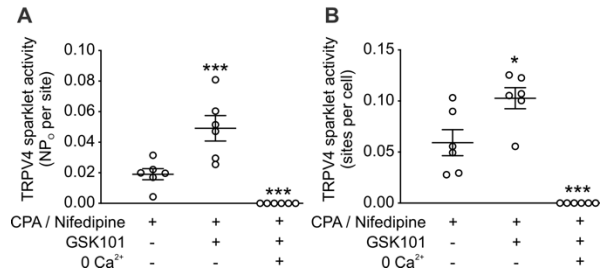 A
B
TRPV4 sparklet activity
(NPO per site)
0.10
0.08
0.06
0.04
0.02
0.00
***
***
CPA / Nifedipine + + +
GSK101 - + +
0 Ca2+ - - +
TRPV4 sparklet activity
(sites per cell)
0.15
0.10
0.05
0.00
*
***
CPA / Nifedipine + + +
GSK101 - + +
0 Ca2+ - - +